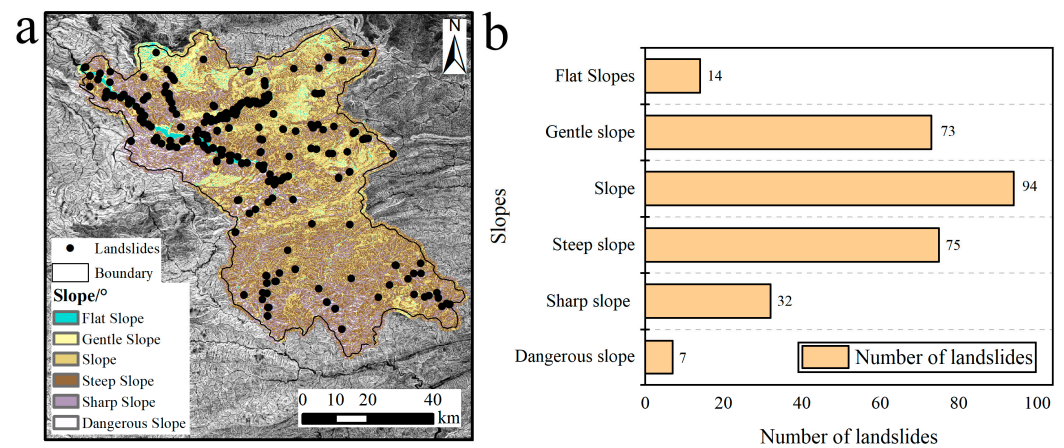 a
N
Landslides
Boundary
Slope/°
Flat Slope
Gentle Slope
Slope
Steep Slope
Sharp Slope
Dangerous Slope
0 20 40
km
b
Slopes
Flat Slopes
14
Gentle slope
73
Slope
94
Steep slope
75
Sharp slope
32
Dangerous slope
7
Number of landslides
0 20 40 60 80 100
Number of landslides